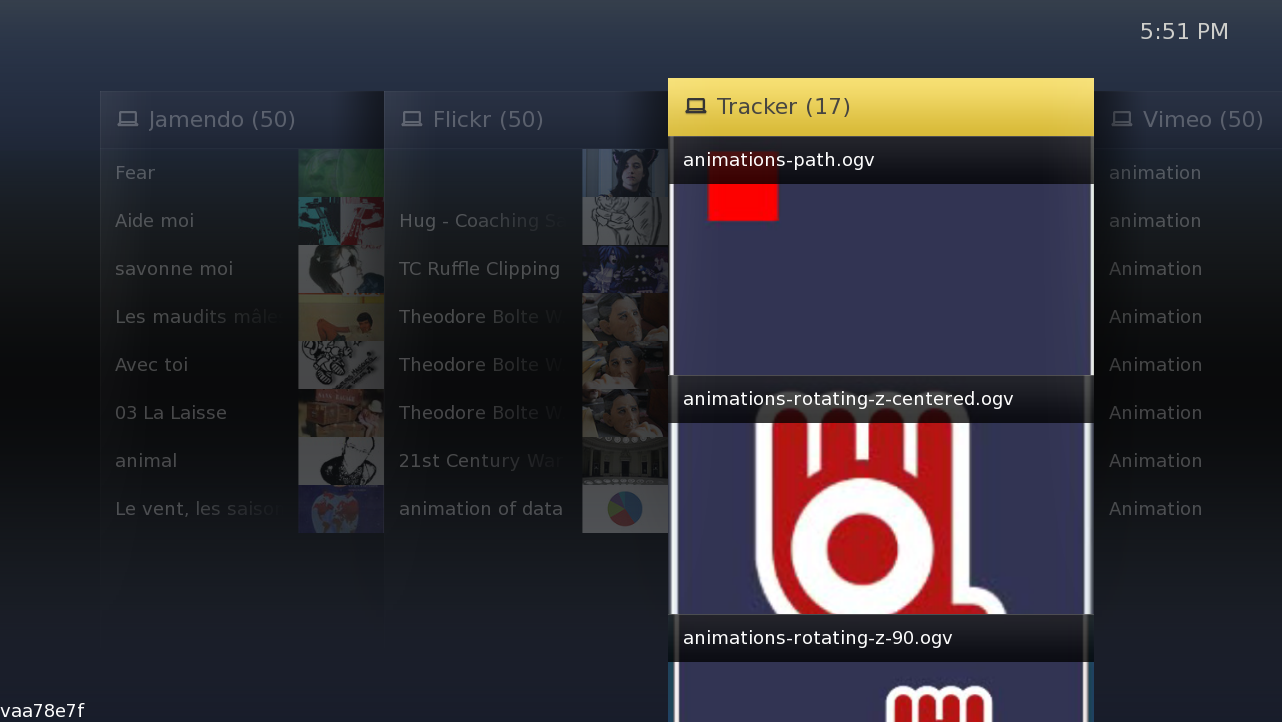 5:51 PM
Jamendo (50)
Fear
Aide moi
savonne moi
Les maudits mâle
Avec toi
03 La Laisse
animal
Le vent, les saiso
Flickr (50)
Hug - Coaching S
TC Ruffle Clipping
Theodore Bolte W
Theodore Bolte W
Theodore Bolte W
21st Century Wa
animation of data
Tracker (17)
animations-path.ogv
animations-rotating-z-centered.ogv
animations-rotating-z-90.ogv
Vimeo (50)
animation
animation
Animation
Animation
Animation
Animation
Animation
Animation
vaa78e7f